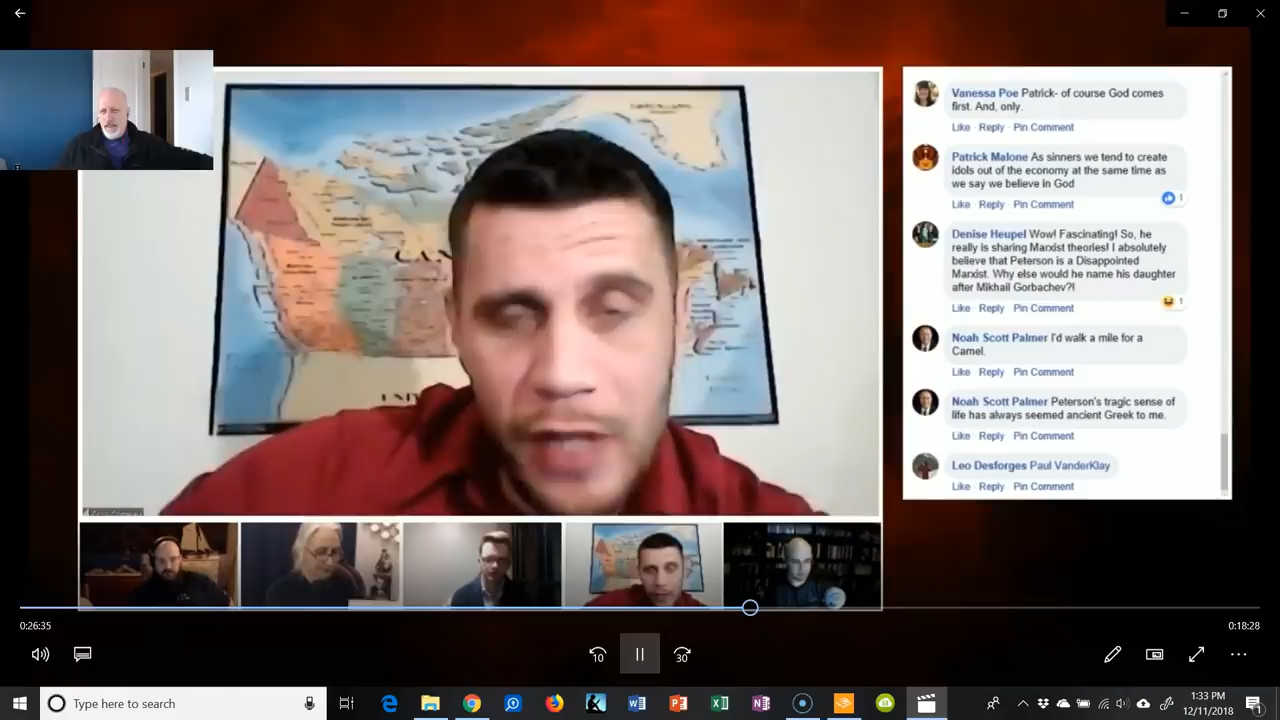 Vanessa Poe Patrick- of course God comes
first. And, only.
Like · Reply · Pin Comment
Patrick Malone As sinners we tend to create
idols out of the economy at the same time as
we say we believe in God
1
Like · Reply · Pin Comment
Denise Heupel Wow! Fascinating! So, he
really is sharing Marxist theories! I absolutely
believe that Peterson is a Disappointed
Marxist. Why else would he name his daughter
after Mikhail Gorbachev?!
1
Like · Reply · Pin Comment
Noah Scott Palmer I'd walk a mile for a
Camel.
Like · Reply · Pin Comment
Noah Scott Palmer Peterson's tragic sense of
life has always seemed ancient Greek to me.
Like · Reply · Pin Comment
Leo Desforges Paul VanderKlay
Like · Reply · Pin Comment
0:26:35
0:18:28
10
30
Type here to search
1:33 PM
12/11/2018